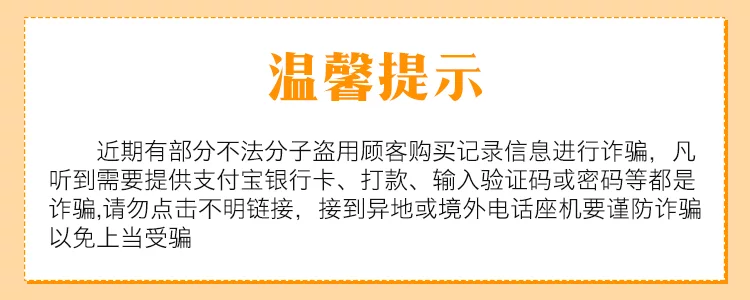 温馨提示
近期有部分不法分子盗用顾客购买记录信息进行诈骗，凡
听到需要提供支付宝银行卡、打款、输入验证码或密码等都是
诈骗,请勿点击不明链接，接到异地或境外电话座机要谨防诈骗
以免上当受骗